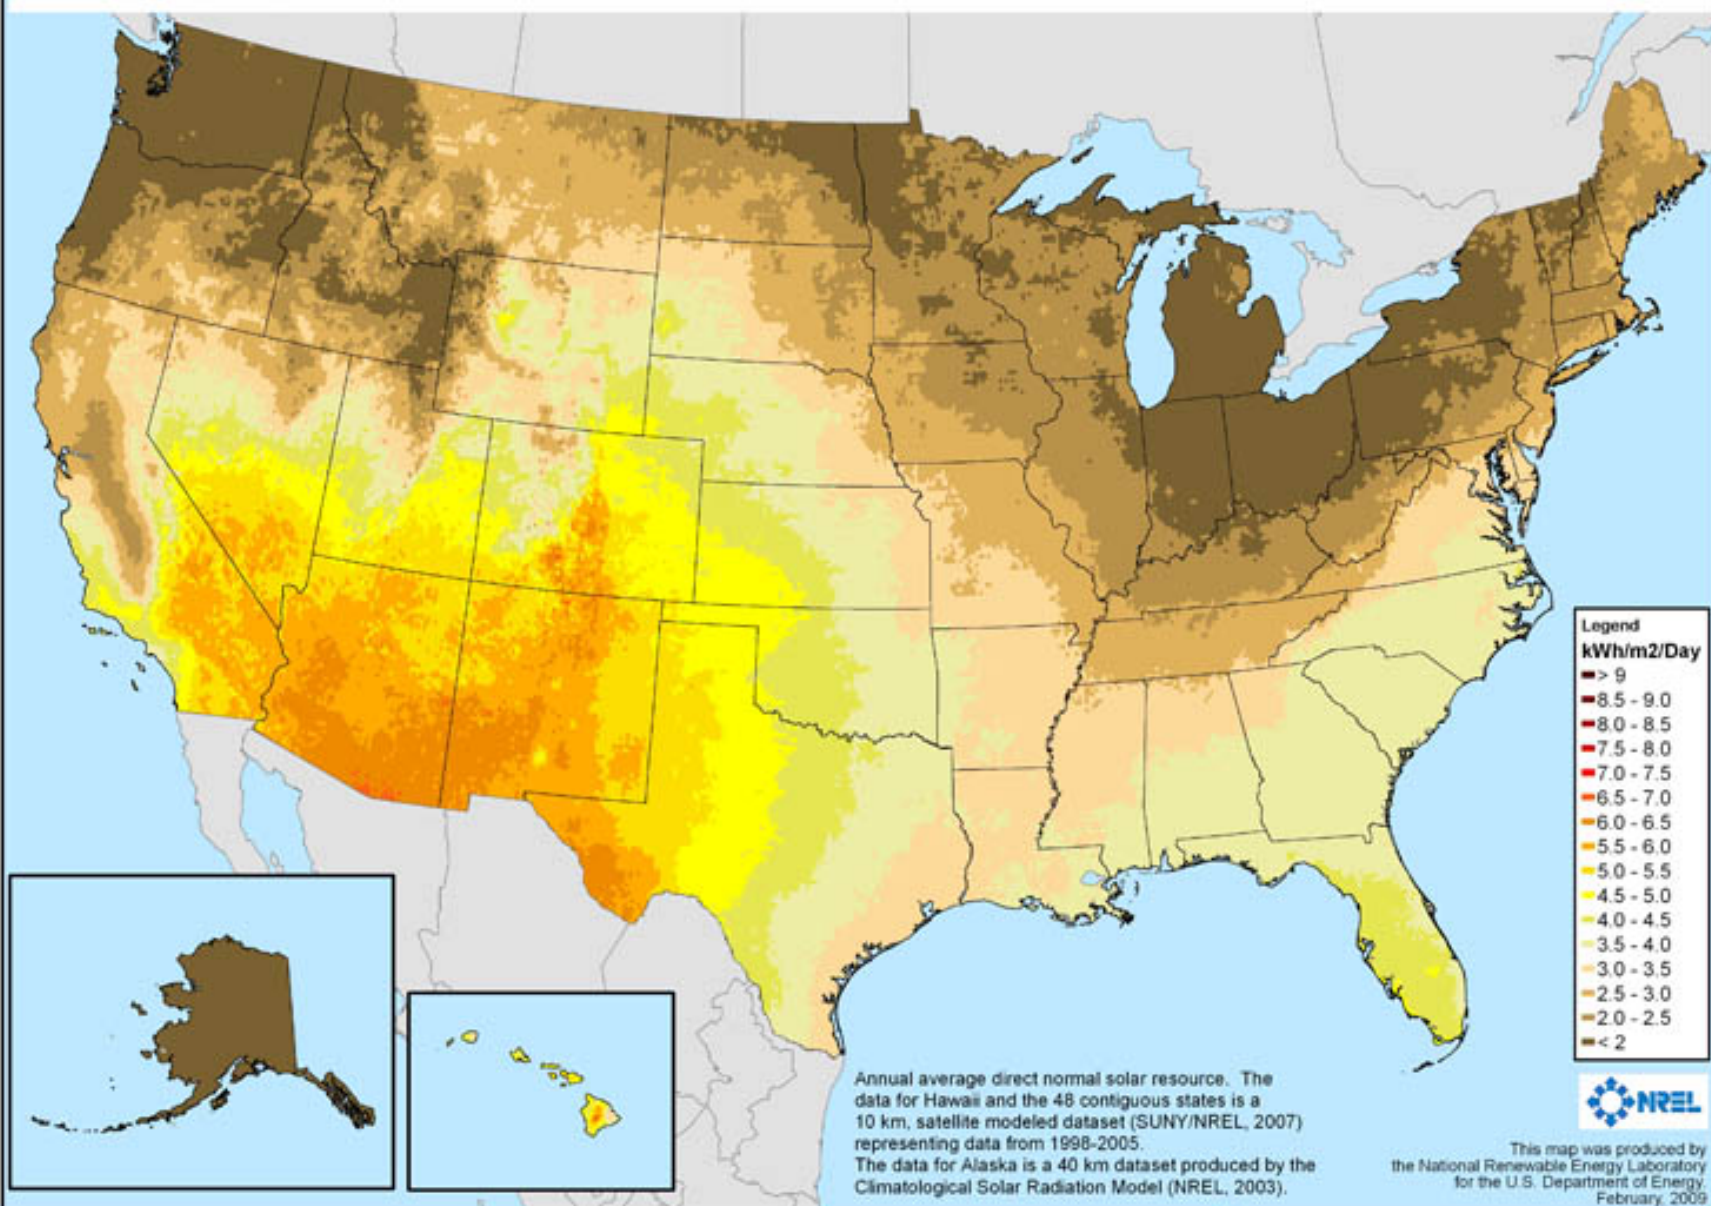 Legend
kWh/m2/Day
> 9
8.5 - 9.0
8.0 - 8.5
7.5 - 8.0
7.0 - 7.5
6.5 - 7.0
6.0 - 6.5
5.5 - 6.0
5.0 - 5.5
4.5 - 5.0
4.0 - 4.5
3.5 - 4.0
3.0 - 3.5
2.5 - 3.0
2.0 - 2.5
< 2
Annual average direct normal solar resource. The
data for Hawaii and the 48 contiguous states is a
10 km, satellite modeled dataset (SUNY/NREL, 2007)
representing data from 1998-2005.
The data for Alaska is a 40 km dataset produced by the
Climatological Solar Radiation Model (NREL, 2003).
NREL
This map was produced by
the National Renewable Energy Laboratory
for the U.S. Department of Energy.
February, 2009